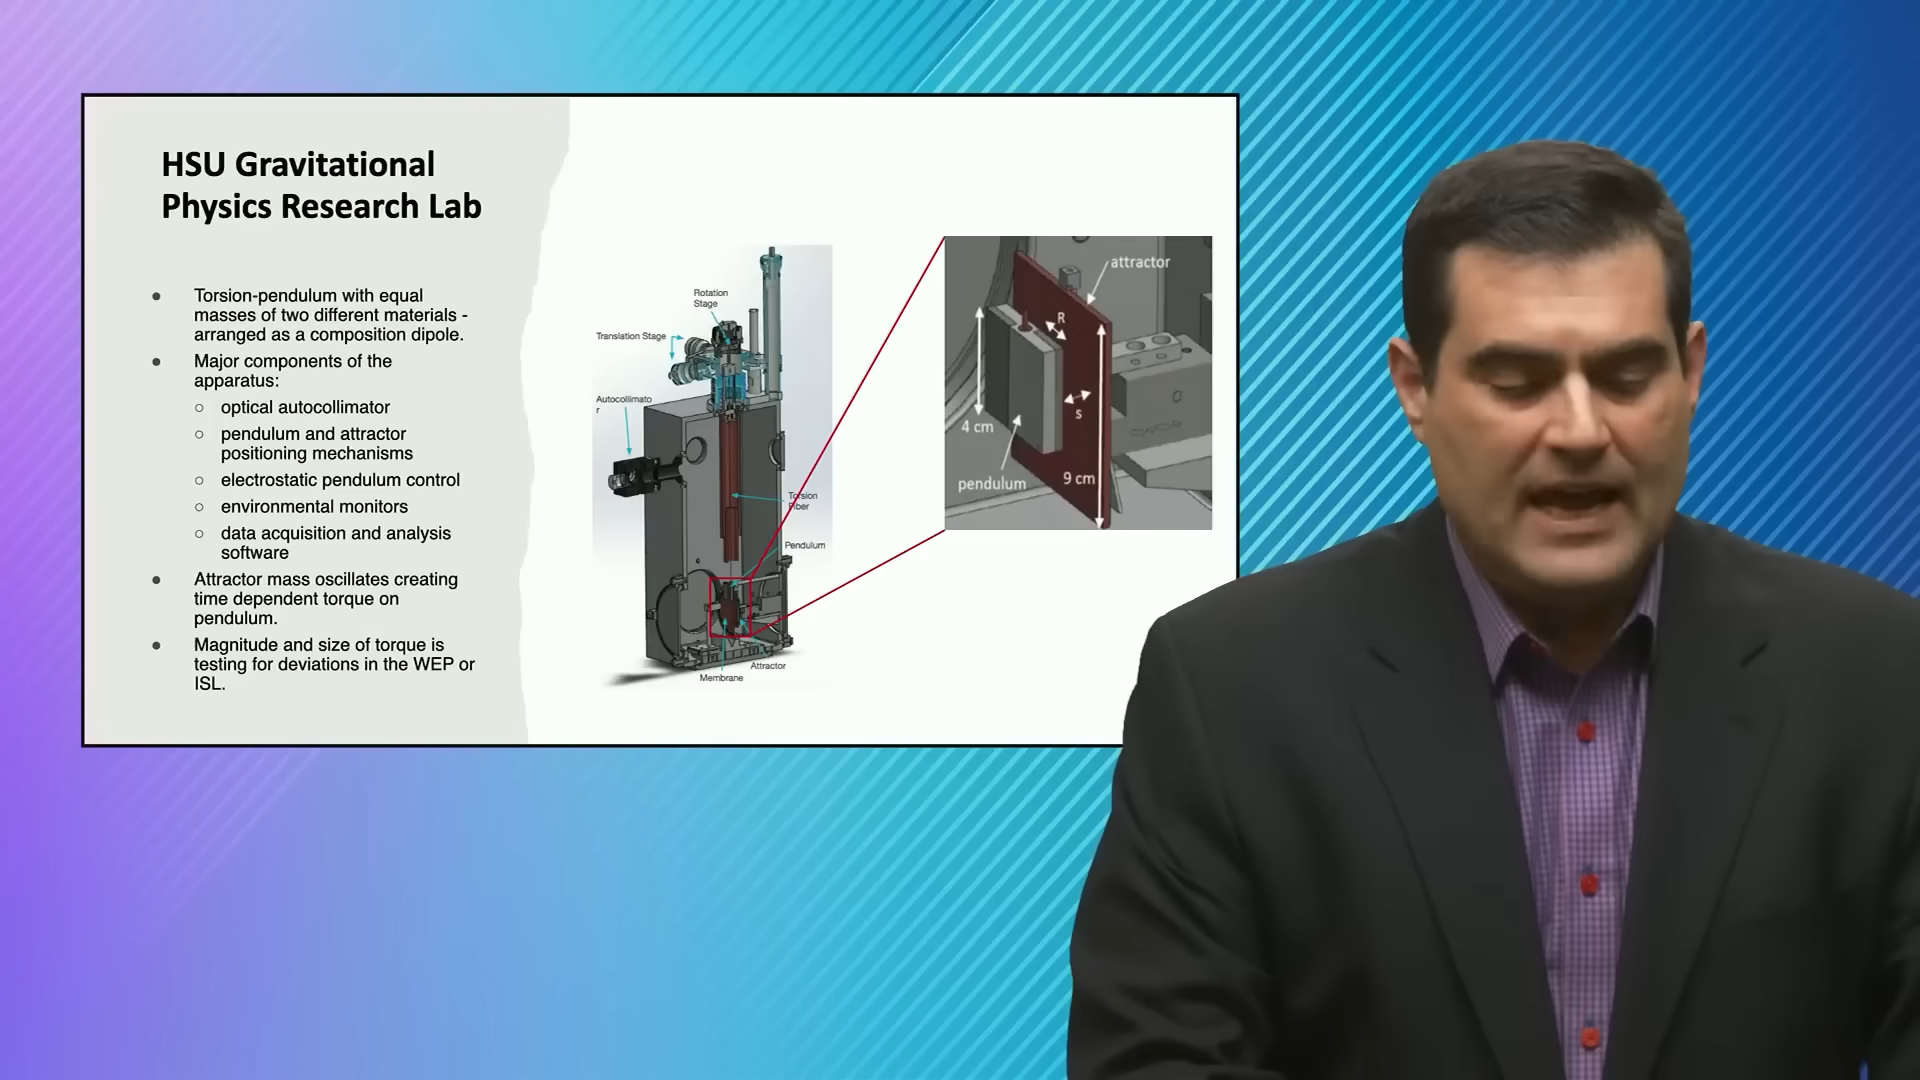 HSU Gravitational
Physics Research Lab
● Torsion-pendulum with equal
masses of two different materials -
arranged as a composition dipole.
● Major components of the
apparatus:
○ optical autocollimator
○ pendulum and attractor
positioning mechanisms
○ electrostatic pendulum control
○ environmental monitors
○ data acquisition and analysis
software
● Attractor mass oscillates creating
time dependent torque on
pendulum.
● Magnitude and size of torque is
testing for deviations in the WEP or
ISL.
Rotation
Stage
Translation Stage
Autocollimato
r
Torsion
Fiber
Pendulum
Attractor
Membrane
attractor
R
s
4 cm
pendulum
9 cm